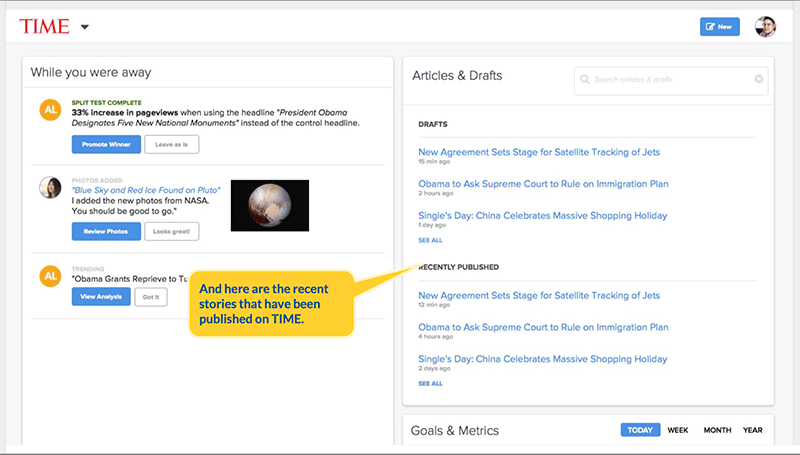 TIME
New
While you were away
AL
SPLIT TEST COMPLETE
33% increase in pageviews when using the headline "President Obama
Designates Five New National Monuments" instead of the control headline.
Promote Winner
Leave as is
PHOTOS ADDED
"Blue Sky and Red Ice Found on Pluto"
I added the new photos from NASA.
You should be good to go."
Review Photos
Looks great!
AL
TRENDING
"Obama Grants Reprieve to Tu
View Analysis
Got It
And here are the recent
stories that have been
published on TIME.
Articles & Drafts
Search articles & drafts
DRAFTS
New Agreement Sets Stage for Satellite Tracking of Jets
15 min ago
Obama to Ask Supreme Court to Rule on Immigration Plan
2 hours ago
Single's Day: China Celebrates Massive Shopping Holiday
1 day ago
SEE ALL
RECENTLY PUBLISHED
New Agreement Sets Stage for Satellite Tracking of Jets
12 min ago
Obama to Ask Supreme Court to Rule on Immigration Plan
4 hours ago
Single's Day: China Celebrates Massive Shopping Holiday
2 days ago
SEE ALL
Goals & Metrics
TODAY
WEEK
MONTH
YEAR